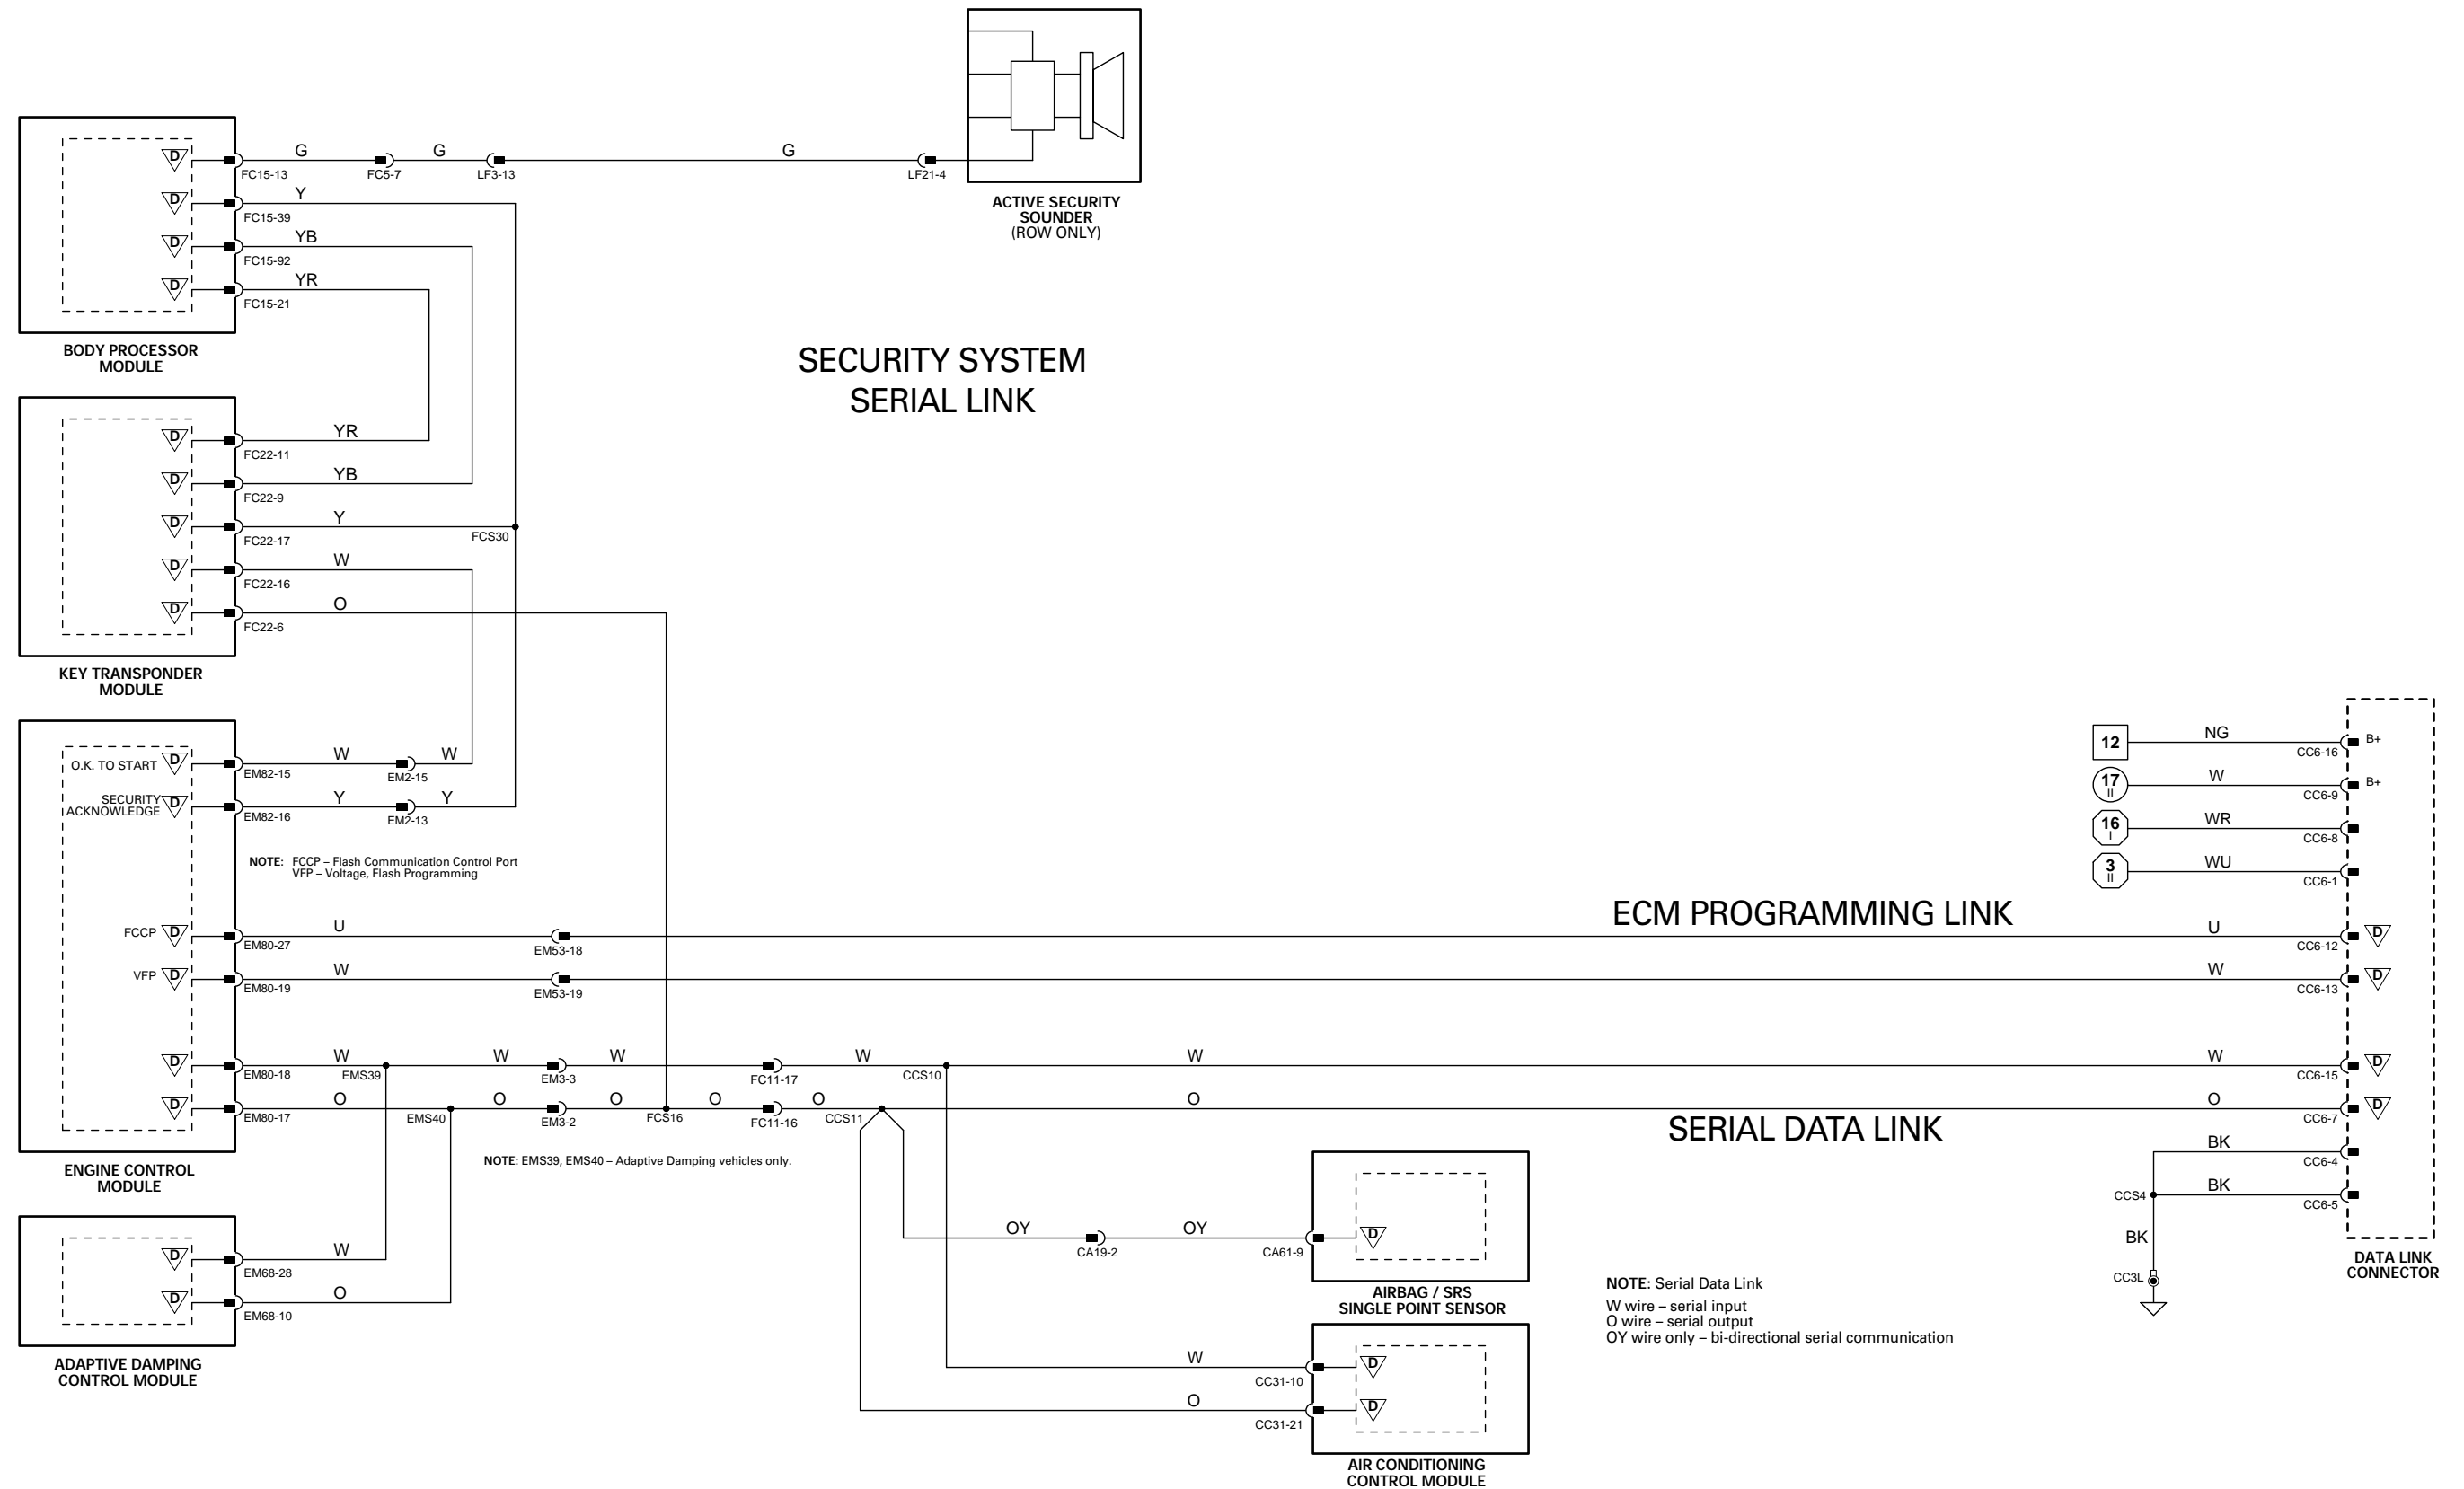 D
G
G
G
FC15-13
FC5-7
LF3-13
LF21-4
ACTIVE SECURITY
SOUNDER
(ROW ONLY)
D
Y
FC15-39
D
YB
FC15-92
D
YR
FC15-21
BODY PROCESSOR
MODULE
SECURITY SYSTEM
SERIAL LINK
D
YR
FC22-11
D
YB
FC22-9
D
Y
FC22-17
FCS30
D
W
FC22-16
D
O
FC22-6
KEY TRANSPONDER
MODULE
O.K. TO START
D
W
W
EM82-15
EM2-15
SECURITY
ACKNOWLEDGE
D
Y
Y
EM82-16
EM2-13
NOTE: FCCP – Flash Communication Control Port
VFP – Voltage, Flash Programming
12
NG
CC6-16
B+
17
II
W
CC6-9
B+
16
I
WR
CC6-8
3
II
WU
CC6-1
ECM PROGRAMMING LINK
FCCP
D
U
EM80-27
EM53-18
U
CC6-12
D
VFP
D
W
EM80-19
EM53-19
W
CC6-13
D
D
W
W
W
W
W
W
EM80-18
EMS39
EM3-3
FC11-17
CCS10
CC6-15
D
D
O
O
O
O
O
O
O
EM80-17
EMS40
EM3-2
FCS16
FC11-16
CCS11
CC6-7
D
SERIAL DATA LINK
BK
CC6-4
CCS4
BK
CC6-5
BK
CC3L
DATA LINK
CONNECTOR
NOTE: EMS39, EMS40 – Adaptive Damping vehicles only.
ENGINE CONTROL
MODULE
D
W
EM68-28
D
O
EM68-10
ADAPTIVE DAMPING
CONTROL MODULE
OY
OY
CA19-2
CA61-9
D
AIRBAG / SRS
SINGLE POINT SENSOR
W
CC31-10
D
O
CC31-21
D
AIR CONDITIONING
CONTROL MODULE
NOTE: Serial Data Link
W wire – serial input
O wire – serial output
OY wire only – bi-directional serial communication